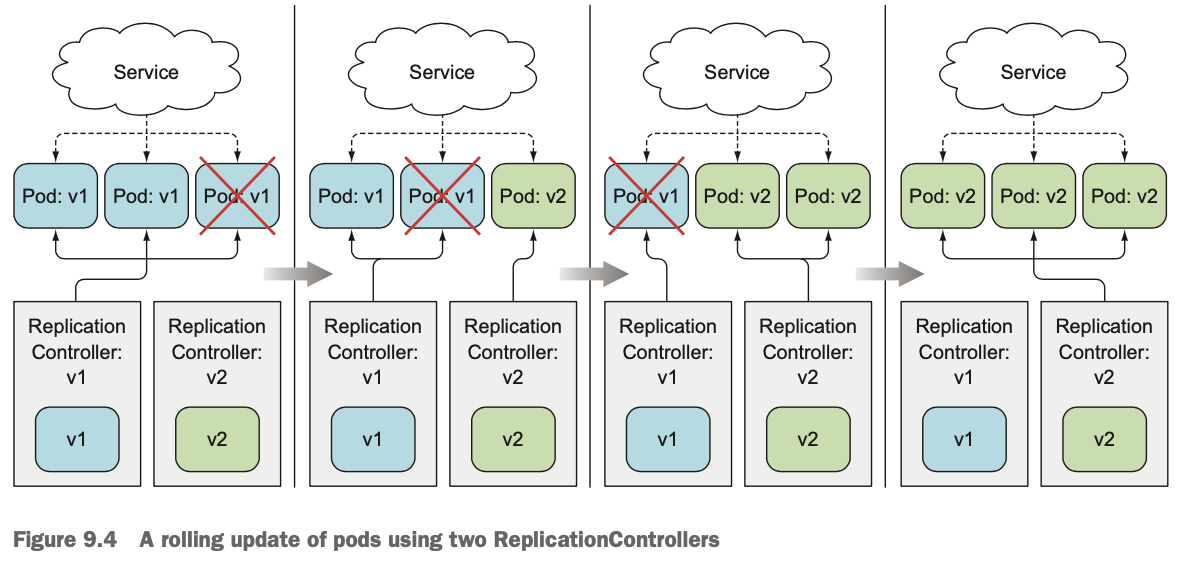 Service
Pod: v1
Pod: v1
Pod: v1
Replication
Controller:
v1
v1
Replication
Controller:
v2
v2
Service
Pod: v1
Pod: v1
Pod: v2
Replication
Controller:
v1
v1
Replication
Controller:
v2
v2
Service
Pod: v1
Pod: v2
Pod: v2
Replication
Controller:
v1
v1
Replication
Controller:
v2
v2
Service
Pod: v2
Pod: v2
Pod: v2
Replication
Controller:
v1
v1
Replication
Controller:
v2
v2
Figure 9.4 A rolling update of pods using two ReplicationControllers